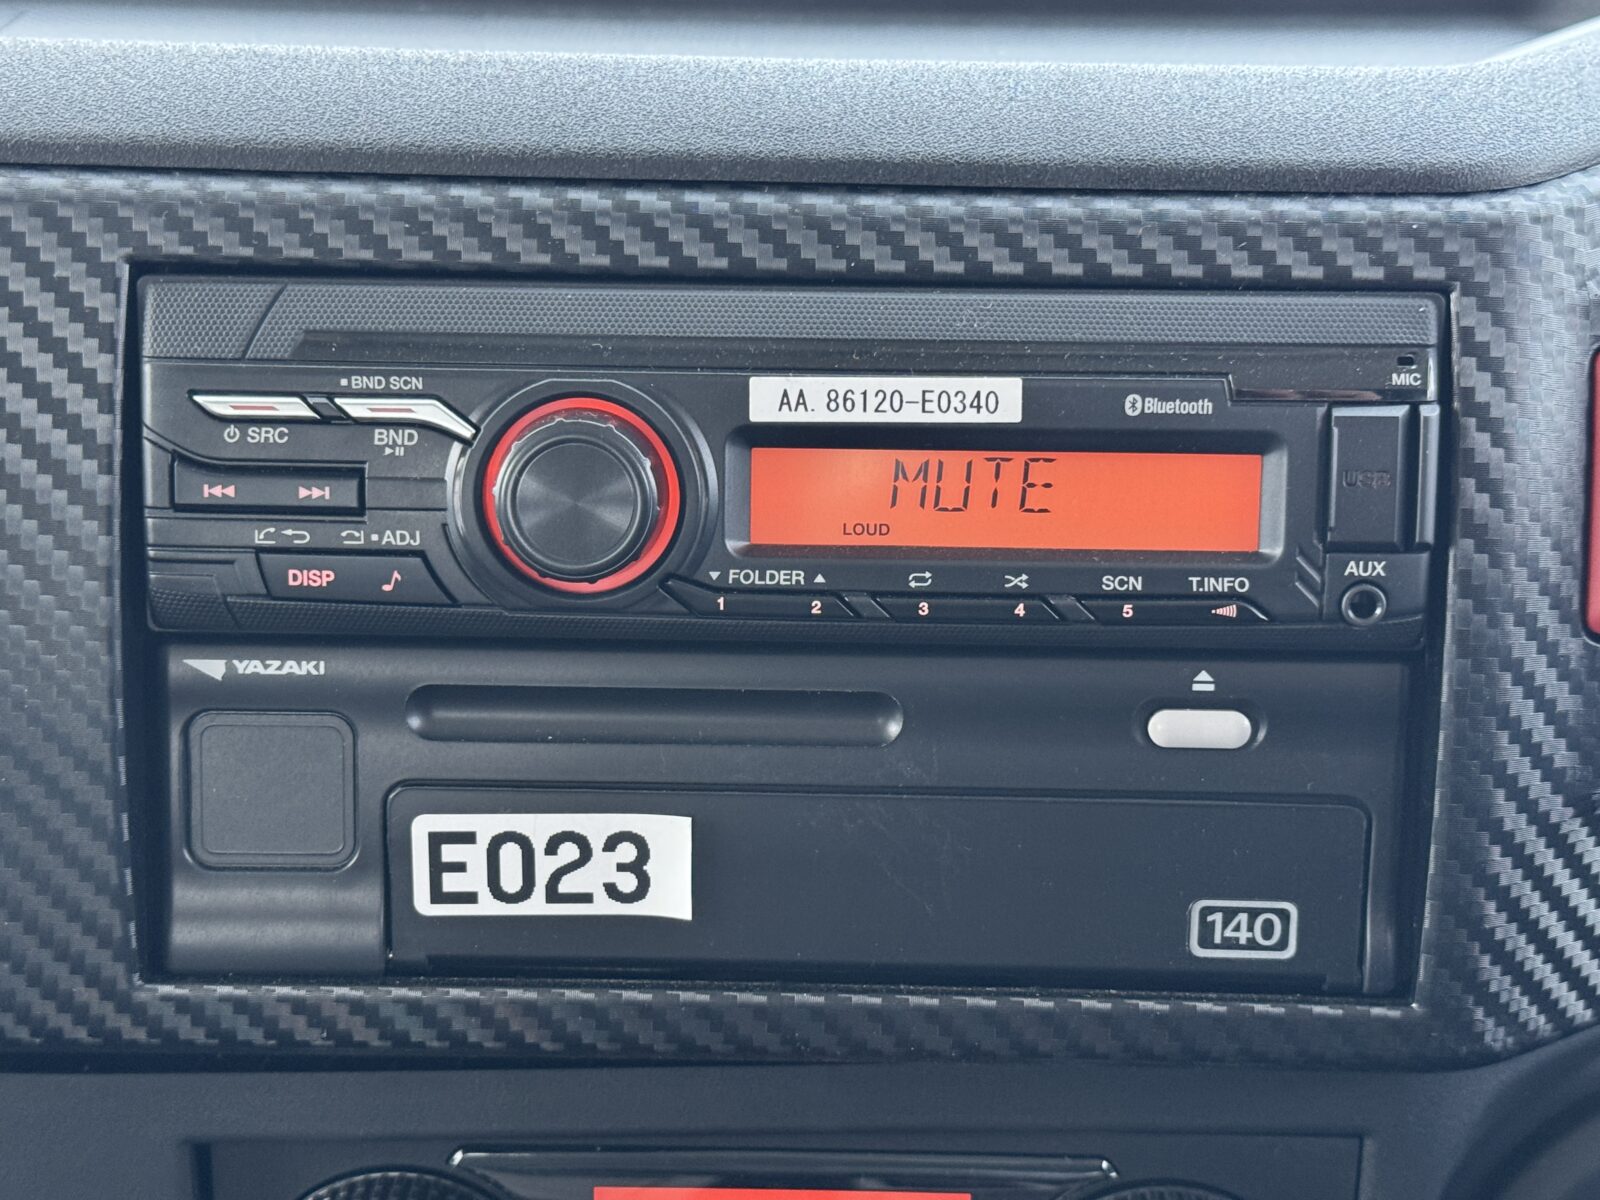 MIC
BND SCN
AA. 86120-E0340
Bluetooth
SRC
BND
MUTE
USB
LOUD
ADJ
DISP
FOLDER
SCN
T.INFO
AUX
1
2
3
4
5
YAZAKI
E023
140